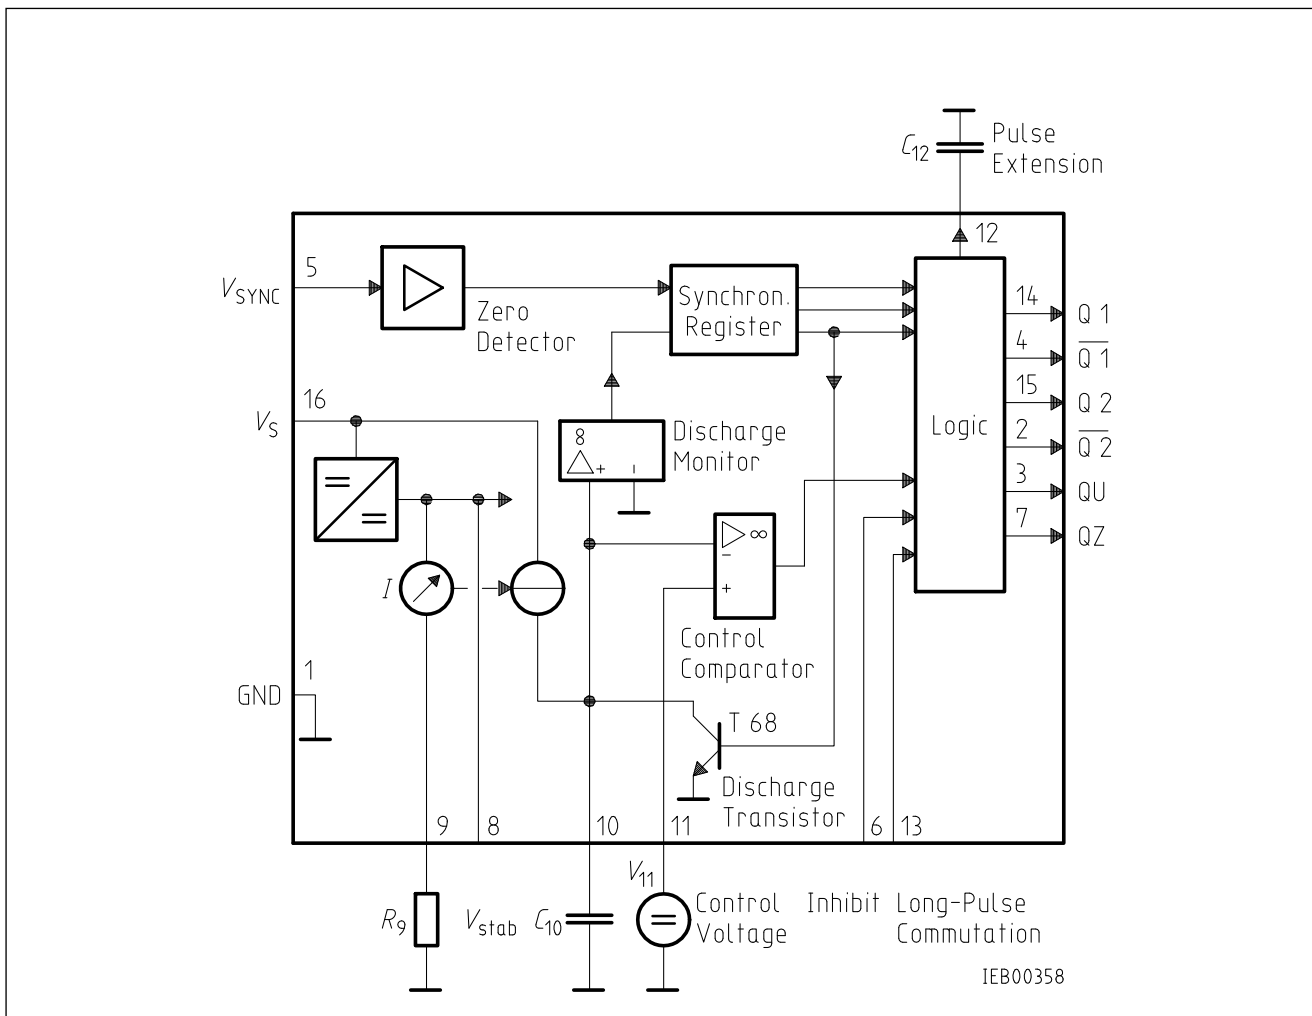 C12
Pulse
Extension
12
5
VSYNC
Zero
Detector
Synchron.
Register
14
Q 1
4
Q̅ 1̅
15
Q 2
2
Q̅ 2̅
3
QU
7
QZ
Logic
16
VS
8
+ -
Discharge
Monitor
=
=
∞
-
+
Control
Comparator
I
1
GND
T 68
Discharge
Transistor
9
8
10
11
6
13
R9
Vstab
C10
V11
=
Control
Voltage
Inhibit
Long-Pulse
Commutation
IEB00358